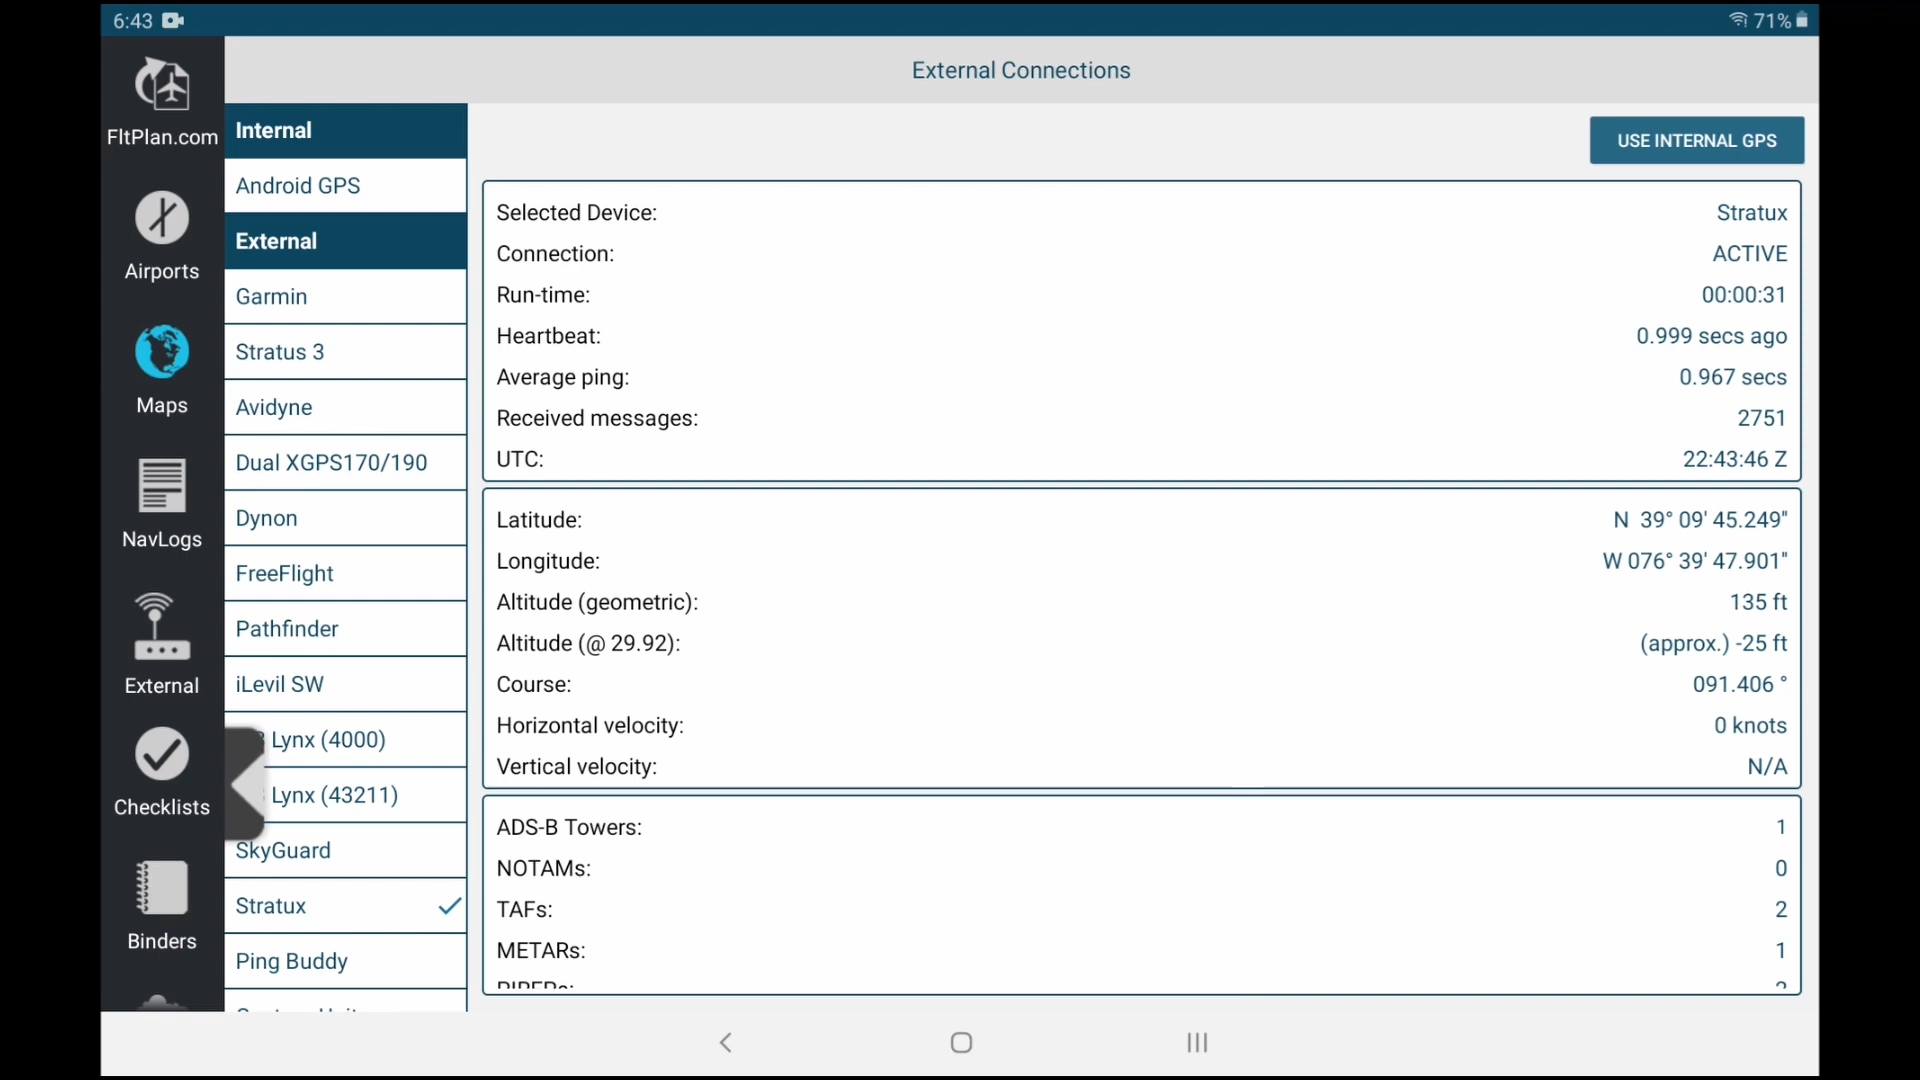 6:43
71%
External Connections
FltPlan.com
Airports
Maps
NavLogs
External
Checklists
Binders
Internal
Android GPS
External
Garmin
Stratus 3
Avidyne
Dual XGPS170/190
Dynon
FreeFlight
Pathfinder
iLevil SW
Lynx (4000)
Lynx (43211)
SkyGuard
Stratux
Ping Buddy
USE INTERNAL GPS
Selected Device: Stratux
Connection: ACTIVE
Run-time: 00:00:31
Heartbeat: 0.999 secs ago
Average ping: 0.967 secs
Received messages: 2751
UTC: 22:43:46 Z
Latitude: N 39° 09' 45.249"
Longitude: W 076° 39' 47.901"
Altitude (geometric): 135 ft
Altitude (@ 29.92): (approx.) -25 ft
Course: 091.406 °
Horizontal velocity: 0 knots
Vertical velocity: N/A
ADS-B Towers: 1
NOTAMs: 0
TAFs: 2
METARs: 1